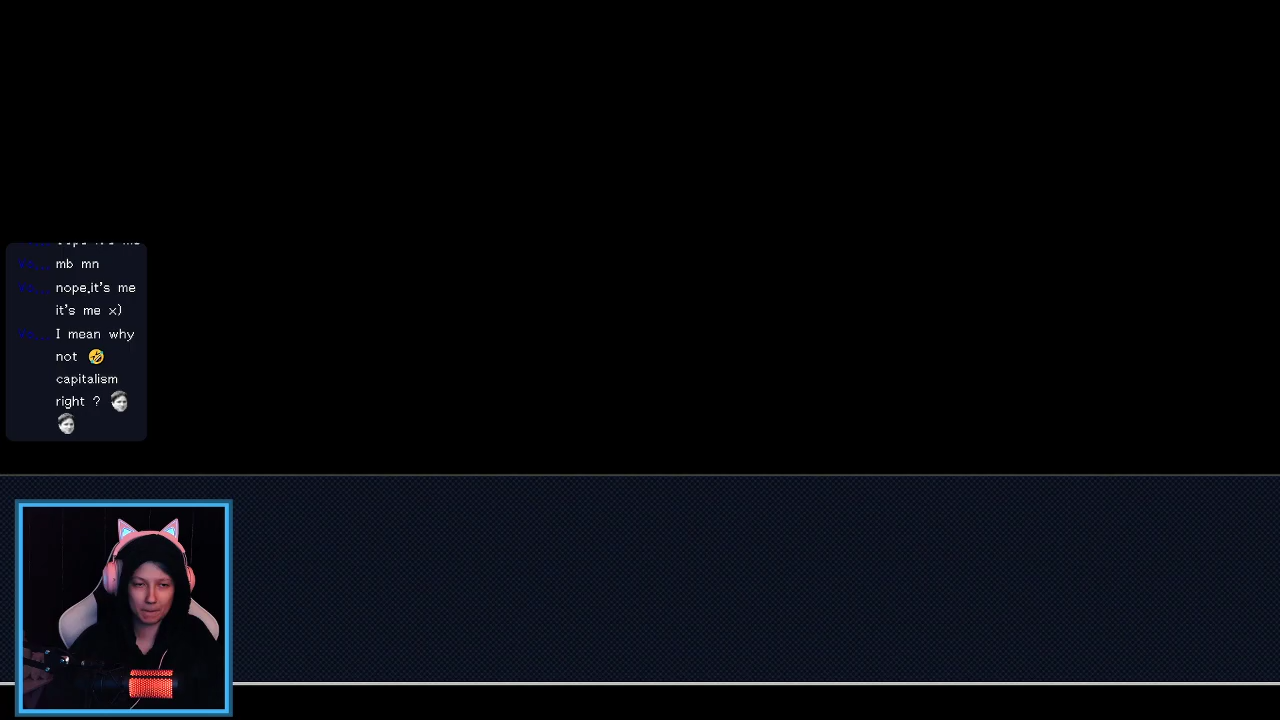 mb mn
nope,it's me
it's me x)
I mean why
not 🤣
capitalism
right ?